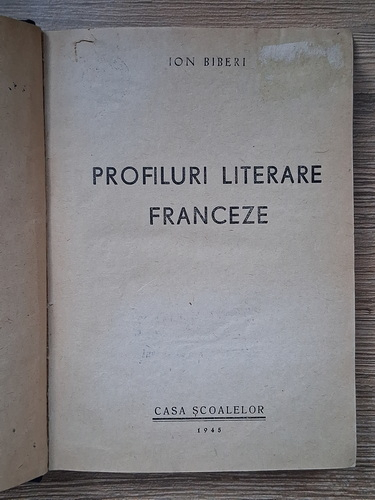 ION BIBERI
PROFILURI LITERARE
FRANCEZE
CASA ȘCOALELOR
1945